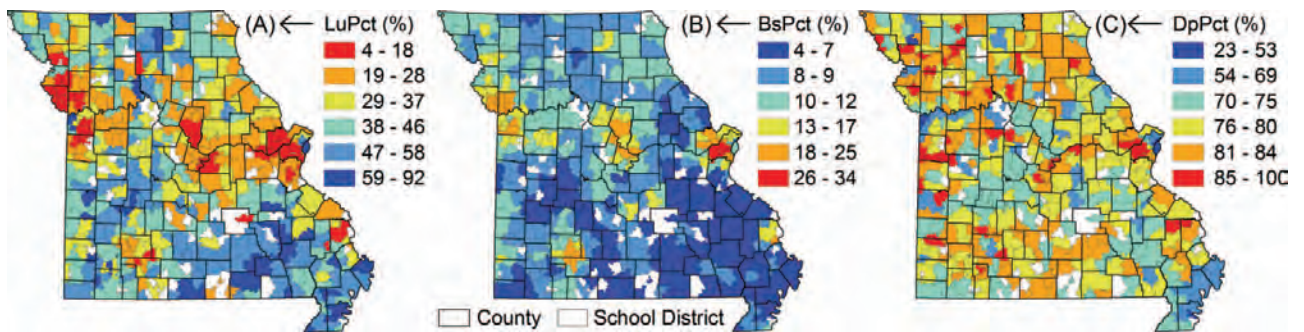 (A) LuPct (%)
4 - 18
19 - 28
29 - 37
38 - 46
47 - 58
59 - 92
(B) BsPct (%)
4 - 7
8 - 9
10 - 12
13 - 17
18 - 25
26 - 34
(C) DpPct (%)
23 - 53
54 - 69
70 - 75
76 - 80
81 - 84
85 - 100
County School District